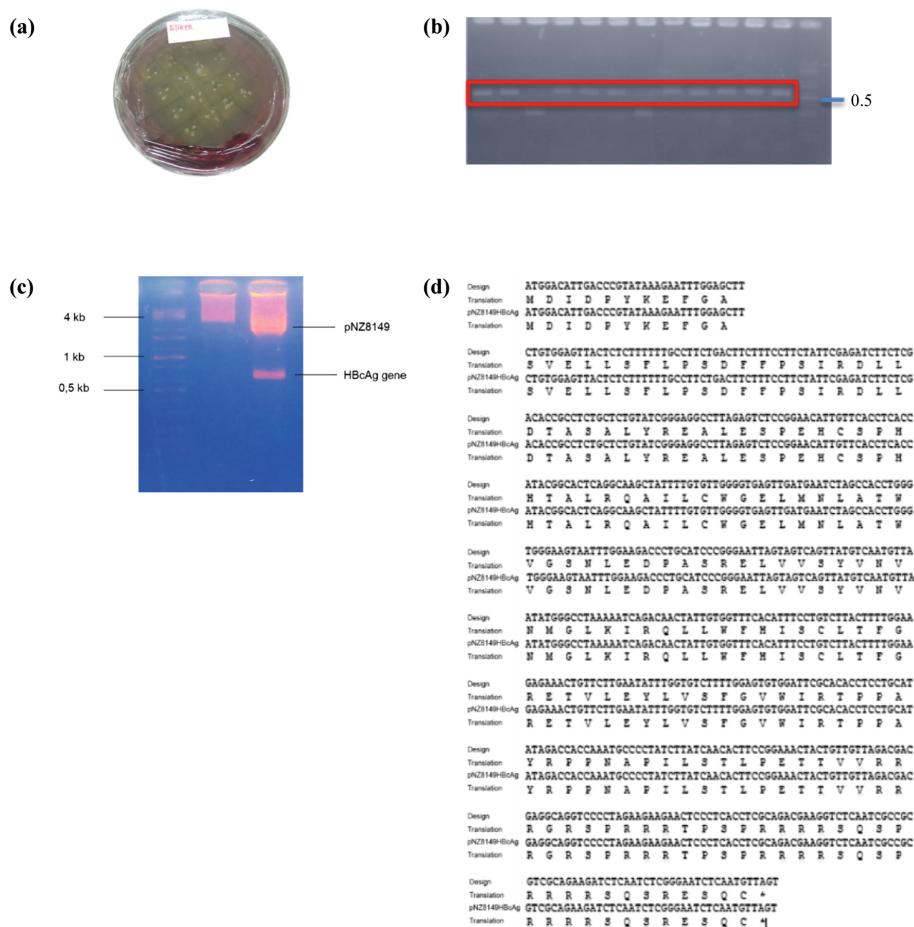 (a)
(b)
0.5
(c)
4 kb
1 kb
0,5 kb
pNZ8149
HBcAg gene
(d)
Design ATGGACATTGACCCGTATAAAGAATTTGGAGCTT
Translation M D I D P Y K E F G A
pNZ8149HBcAg ATGGACATTGACCCGTATAAAGAATTTGGAGCTT
Translation M D I D P Y K E F G A
Design CTGTGGAGTTACTCTCTTTTTTGCCTTCTGACTTCTTTCCTTCTATTCGAGATCTTCTCG
Translation S V E L L S F L P S D F F P S I R D L L
pNZ8149HBcAg CTGTGGAGTTACTCTCTTTTTTGCCTTCTGACTTCTTTCCTTCTATTCGAGATCTTCTCG
Translation S V E L L S F L P S D F F P S I R D L L
Design ACACCGCCTCTGCTCTGTATCGGGAGGCCTTAGAGTCTCCGGAACATTGTTCACCTCACC
Translation D T A S A L Y R E A L E S P E H C S P H
pNZ8149HBcAg ACACCGCCTCTGCTCTGTATCGGGAGGCCTTAGAGTCTCCGGAACATTGTTCACCTCACC
Translation D T A S A L Y R E A L E S P E H C S P H
Design ATACGGCACTCAGGCAAGCTATTTTGTGTTGGGGTGAGTTGATGAATCTAGCCACCTGGG
Translation H T A L R Q A I L C W G E L M N L A T W
pNZ8149HBcAg ATACGGCACTCAGGCAAGCTATTTTGTGTTGGGGTGAGTTGATGAATCTAGCCACCTGGG
Translation H T A L R Q A I L C W G E L M N L A T W
Design TGGGAAGTAATTTGGAAGACCCTGCATCCCGGGAATTAGTAGTCAGTTATGTCAATGTTA
Translation V G S N L E D P A S R E L V V S Y V N V
pNZ8149HBcAg TGGGAAGTAATTTGGAAGACCCTGCATCCCGGGAATTAGTAGTCAGTTATGTCAATGTTA
Translation V G S N L E D P A S R E L V V S Y V N V
Design ATATGGGCCTAAAAATCAGACAACTATTGTGGTTTCACATTTCCTGTCTTACTTTTGGAA
Translation N M G L K I R Q L L W F H I S C L T F G
pNZ8149HBcAg ATATGGGCCTAAAAATCAGACAACTATTGTGGTTTCACATTTCCTGTCTTACTTTTGGAA
Translation N M G L K I R Q L L W F H I S C L T F G
Design GAGAAACTGTTCTTGAATATTTGGTGTCTTTTGGAGTGTGGATTCGCACACCTCCTGCAT
Translation R E T V L E Y L V S F G V W I R T P P A
pNZ8149HBcAg GAGAAACTGTTCTTGAATATTTGGTGTCTTTTGGAGTGTGGATTCGCACACCTCCTGCAT
Translation R E T V L E Y L V S F G V W I R T P P A
Design ATAGACCACCAAATGCCCCTATCTTATCAACACTTCCGGAAACTACTGTTGTTAGACGAC
Translation Y R P P N A P I L S T L P E T T V V R R
pNZ8149HBcAg ATAGACCACCAAATGCCCCTATCTTATCAACACTTCCGGAAACTACTGTTGTTAGACGAC
Translation Y R P P N A P I L S T L P E T T V V R R
Design GAGGCAGGTCCCCTAGAAGAAGAACTCCCTCACCTCGCAGACGAAGGTCTCAATCGCCGC
Translation R G R S P R R R T P S P R R R R S Q S P
pNZ8149HBcAg GAGGCAGGTCCCCTAGAAGAAGAACTCCCTCACCTCGCAGACGAAGGTCTCAATCGCCGC
Translation R G R S P R R R T P S P R R R R S Q S P
Design GTCGCAGAAGATCTCAATCTCGGGAATCTCAATGTTAGT
Translation R R R R S Q S R E S Q C *
pNZ8149HBcAg GTCGCAGAAGATCTCAATCTCGGGAATCTCAATGTTAGT
Translation R R R R S Q S R E S Q C *